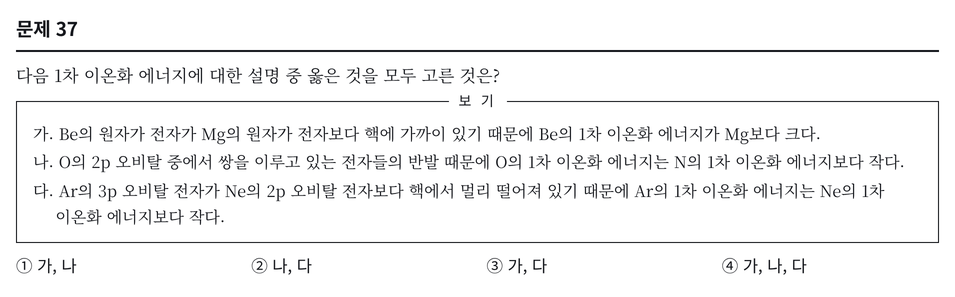 문제 37
다음 1차 이온화 에너지에 대한 설명 중 옳은 것을 모두 고른 것은?
보 기
가. Be의 원자가 전자가 Mg의 원자가 전자보다 핵에 가까이 있기 때문에 Be의 1차 이온화 에너지가 Mg보다 크다.
나. O의 2p 오비탈 중에서 쌍을 이루고 있는 전자들의 반발 때문에 O의 1차 이온화 에너지는 N의 1차 이온화 에너지보다 작다.
다. Ar의 3p 오비탈 전자가 Ne의 2p 오비탈 전자보다 핵에서 멀리 떨어져 있기 때문에 Ar의 1차 이온화 에너지는 Ne의 1차
이온화 에너지보다 작다.
① 가, 나 ② 나, 다 ③ 가, 다 ④ 가, 나, 다